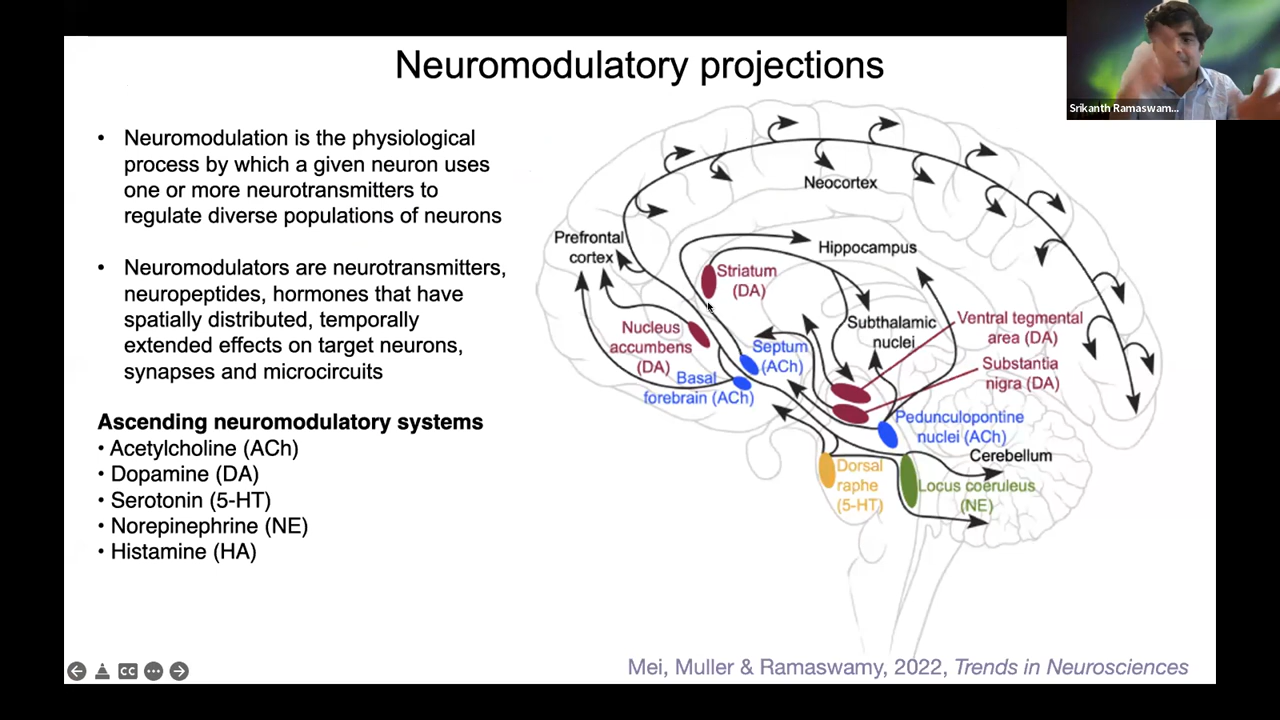 Neuromodulatory projections
Srikanth Ramaswam...
• Neuromodulation is the physiological
process by which a given neuron uses
one or more neurotransmitters to
regulate diverse populations of neurons
• Neuromodulators are neurotransmitters,
neuropeptides, hormones that have
spatially distributed, temporally
extended effects on target neurons,
synapses and microcircuits
Ascending neuromodulatory systems
• Acetylcholine (ACh)
• Dopamine (DA)
• Serotonin (5-HT)
• Norepinephrine (NE)
• Histamine (HA)
Neocortex
Prefrontal
cortex
Hippocampus
Striatum
(DA)
Nucleus
accumbens
(DA)
Septum
(ACh)
Basal
forebrain (ACh)
Subthalamic
nuclei
Ventral tegmental
area (DA)
Substantia
nigra (DA)
Pedunculopontine
nuclei (ACh)
Cerebellum
Dorsal
raphe
(5-HT)
Locus coeruleus
(NE)
CC
Mei, Muller & Ramaswamy, 2022, Trends in Neurosciences